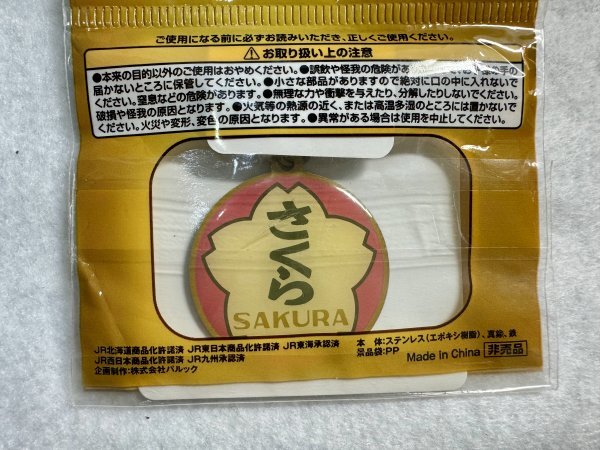 ご使用になる前に必ずお読みいただき、正しくご使用ください。
⚠お取り扱い上の注意
●本来の目的以外のご使用はおやめください。●誤飲や怪我の危険があ 手の
届かないところに保管してください。●小さな部品がありますので絶対に口の中に入れないで
ください。窒息などの危険があります。●無理な力や衝撃を与えたり、分解したりしないでください。
破損や怪我の原因となります。●火気等の熱源の近く、または高温多湿のところには置かないで
ください。火災や変形、変色の原因となります。●異常がある場合は使用を中止してください。
さくら
SAKURA
JR北海道商品化許諾済 JR東日本商品化許諾済 JR東海承認済
JR西日本商品化許諾済 JR九州承認済
企画制作：株式会社バルック
本 体：ステンレス(エポキシ樹脂)、真鍮、鉄
景品袋：PP
Made In China 非売品